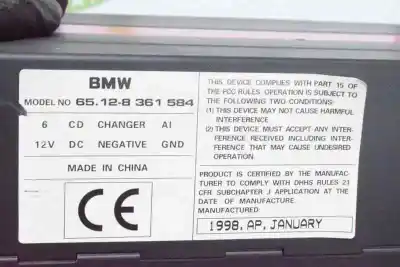 BMW
MODEL NO 65.12-8 361 584
6 CD CHANGER AI
12V DC NEGATIVE GND
MADE IN CHINA
CE
THIS DEVICE COMPLIES WITH PART 15 OF
THE FCC RULES OPERATION IS SUBJECT TO
THE FOLLOWING TWO CONDITIONS:
(1) THIS DEVICE MAY NOT CAUSE HARMFUL
INTERFERENCE
(2) THIS DEVICE MUST ACCEPT ANY INTER-
FERENCE RECEIVED INCLUDING INTER-
FERENCE THAT MAY CAUSE UNDESIRED
OPERATION.
PRODUCT IS CERTIFIED BY THE MANUFAC-
TURER TO COMPLY WITH DHHS RULES 21
CFR SUBCHAPTER J APPLICATION AT THE
DATE OF MANUFACTURE.
MANUFACTURED:
1998. AP. JANUARY